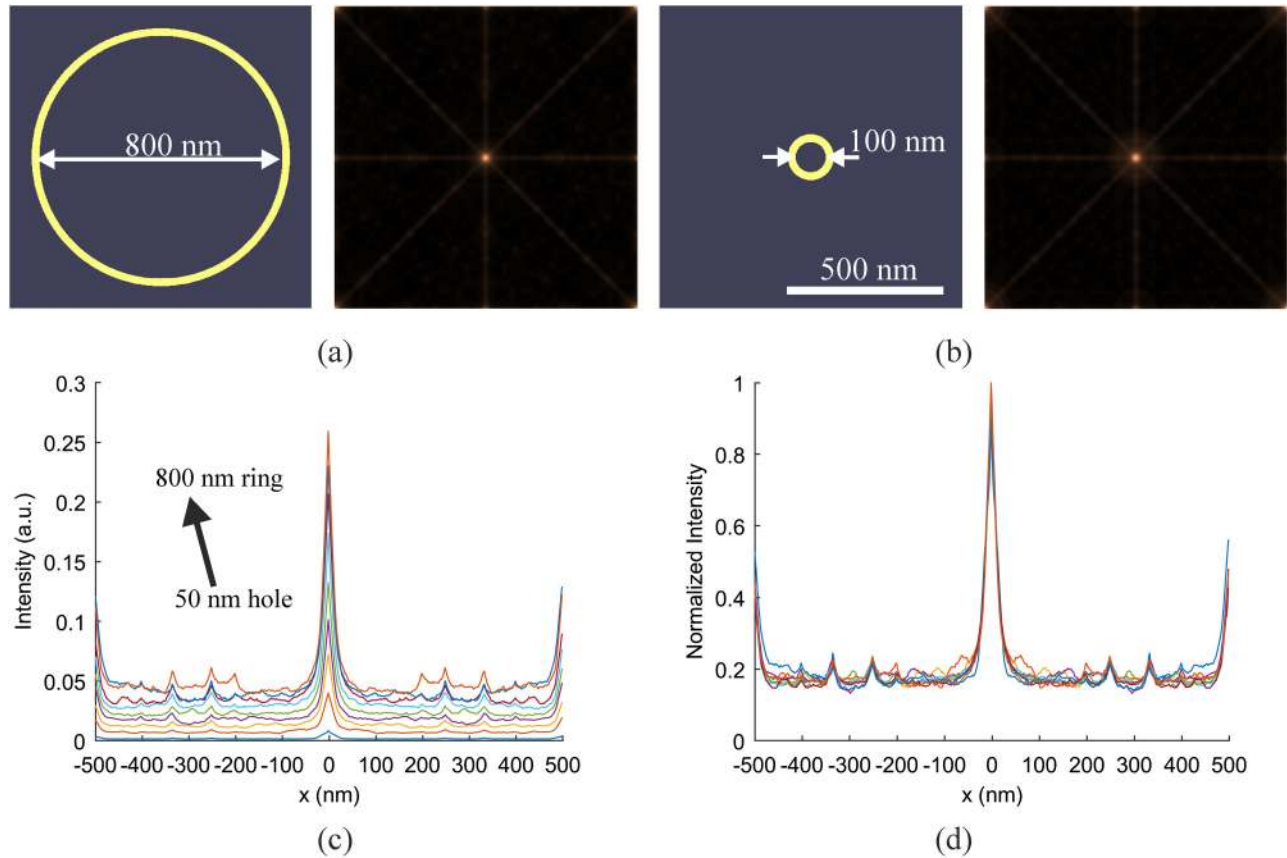 800 nm
100 nm
500 nm
(a)
(b)
0.3
0.25
0.2
0.15
0.1
0.05
0
Intensity (a.u.)
800 nm ring
50 nm hole
-500 -400 -300 -200 -100 0 100 200 300 400 500
x (nm)
(c)
1
0.8
0.6
0.4
0.2
0
Normalized Intensity
-500 -400 -300 -200 -100 0 100 200 300 400 500
x (nm)
(d)